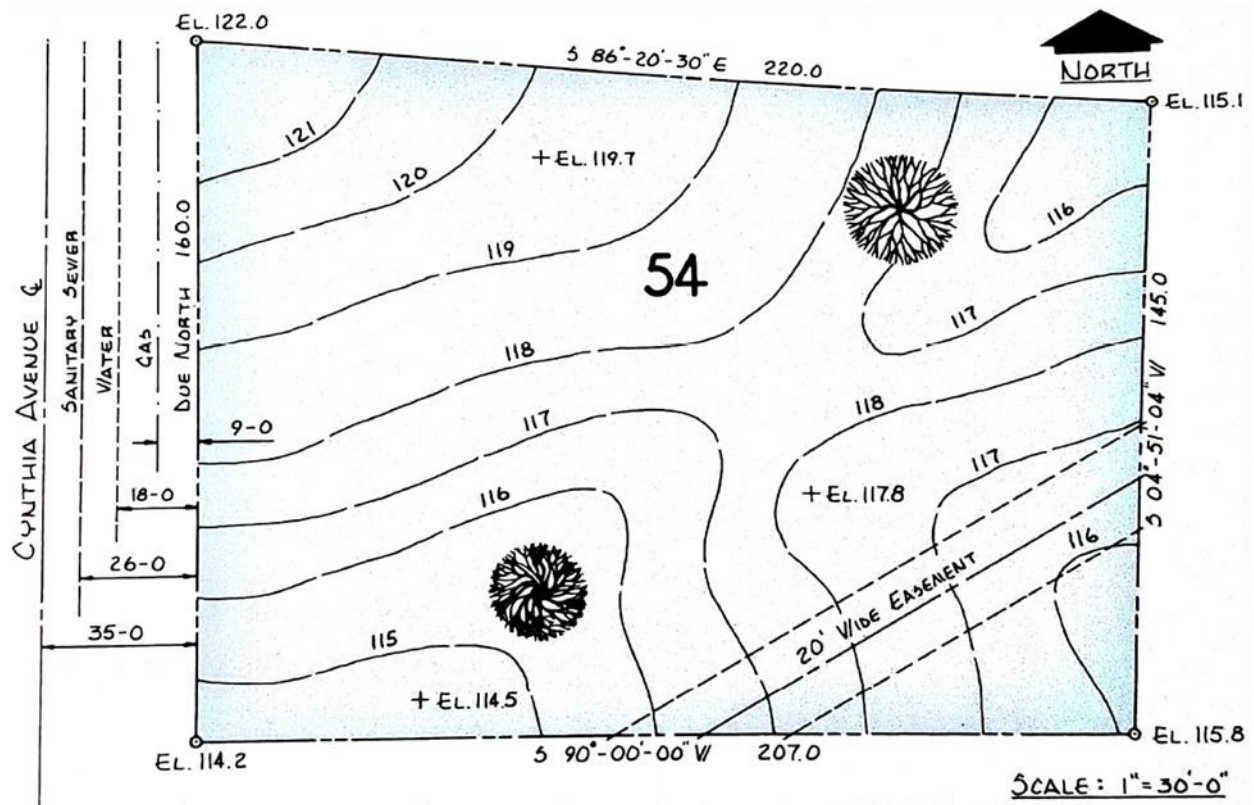 EL. 122.0
S 86°-20'-30" E 220.0
NORTH
EL. 115.1
121
120
+ EL. 119.7
116
119
54
117
118
118
117
117
116
+ EL. 117.8
116
115
+ EL. 114.5
20' WIDE EASEMENT
CYNTHIA AVENUE ℄
SANITARY SEWER
WATER
GAS
DUE NORTH 160.0
9-0
18-0
26-0
35-0
145.0
S 04°-51-04" W
EL. 114.2
S 90°-00'-00" W 207.0
EL. 115.8
SCALE: 1"=30'-0"